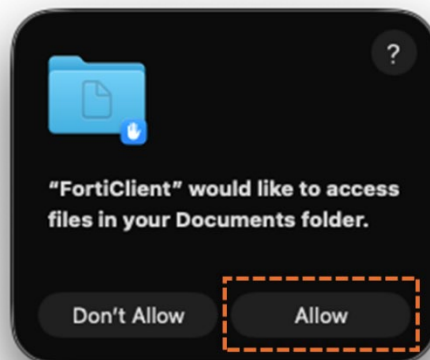 ?
“FortiClient” would like to access
files in your Documents folder.
Don’t Allow
Allow